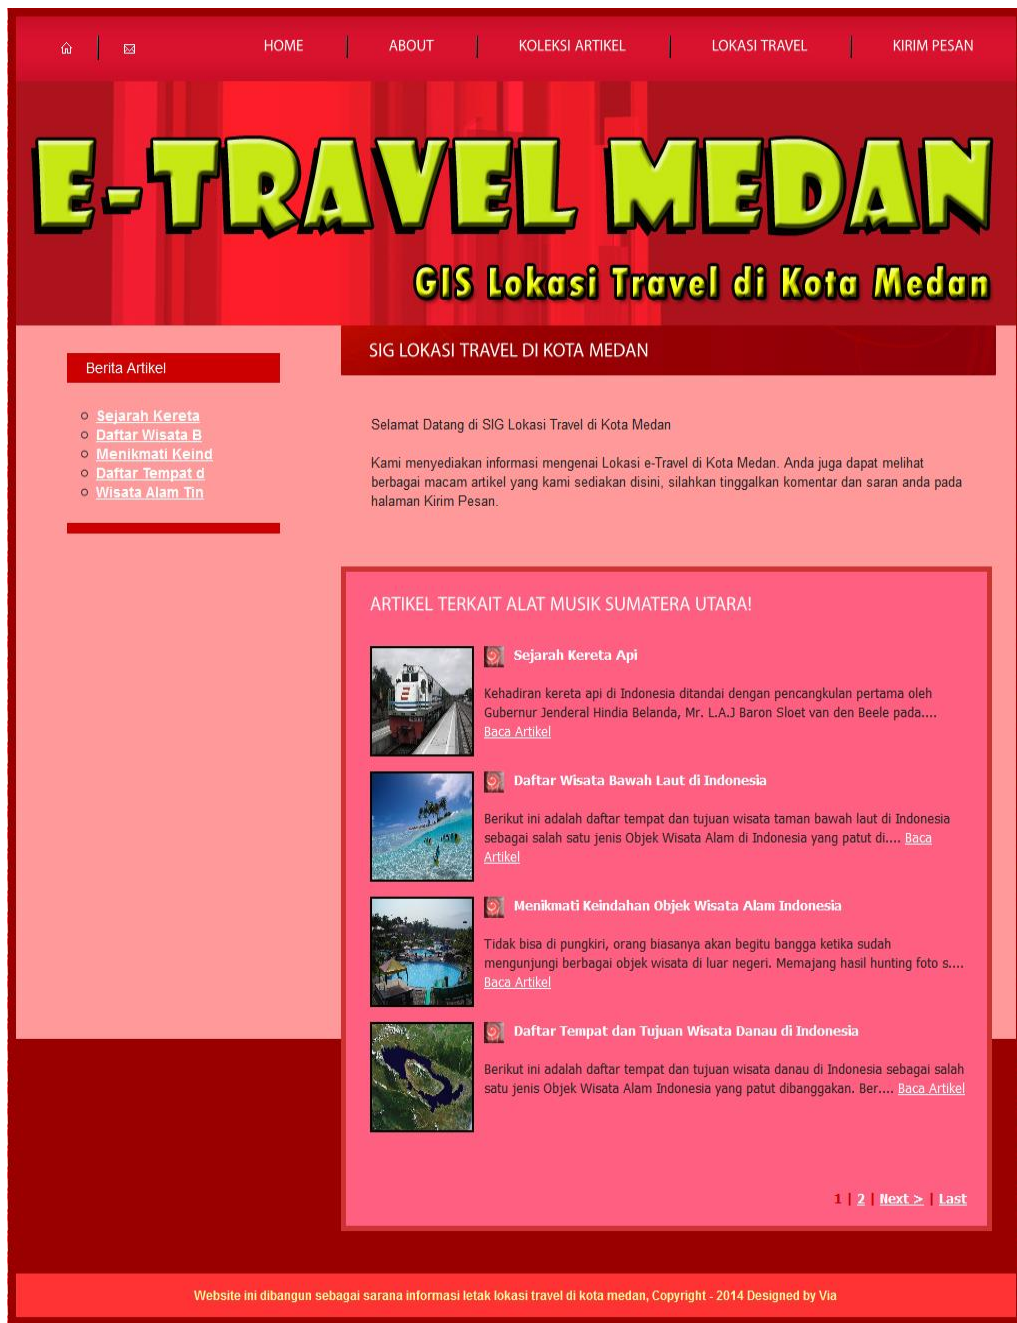 HOME
ABOUT
KOLEKSI ARTIKEL
LOKASI TRAVEL
KIRIM PESAN
E-TRAVEL MEDAN
GIS Lokasi Travel di Kota Medan
Berita Artikel
Sejarah Kereta
Daftar Wisata B
Menikmati Keind
Daftar Tempat d
Wisata Alam Tin
SIG LOKASI TRAVEL DI KOTA MEDAN
Selamat Datang di SIG Lokasi Travel di Kota Medan
Kami menyediakan informasi mengenai Lokasi e-Travel di Kota Medan. Anda juga dapat melihat
berbagai macam artikel yang kami sediakan disini, silahkan tinggalkan komentar dan saran anda pada
halaman Kirim Pesan.
ARTIKEL TERKAIT ALAT MUSIK SUMATERA UTARA!
Sejarah Kereta Api
Kehadiran kereta api di Indonesia ditandai dengan pencangkulan pertama oleh
Gubernur Jenderal Hindia Belanda, Mr. L.A.J Baron Sloet van den Beele pada....
Baca Artikel
Daftar Wisata Bawah Laut di Indonesia
Berikut ini adalah daftar tempat dan tujuan wisata taman bawah laut di Indonesia
sebagai salah satu jenis Objek Wisata Alam di Indonesia yang patut di.... Baca
Artikel
Menikmati Keindahan Objek Wisata Alam Indonesia
Tidak bisa di pungkiri, orang biasanya akan begitu bangga ketika sudah
mengunjungi berbagai objek wisata di luar negeri. Memajang hasil hunting foto s....
Baca Artikel
Daftar Tempat dan Tujuan Wisata Danau di Indonesia
Berikut ini adalah daftar tempat dan tujuan wisata danau di Indonesia sebagai salah
satu jenis Objek Wisata Alam Indonesia yang patut dibanggakan. Ber.... Baca Artikel
1 | 2 | Next > | Last
Website ini dibangun sebagai sarana informasi letak lokasi travel di kota medan, Copyright - 2014 Designed by Via